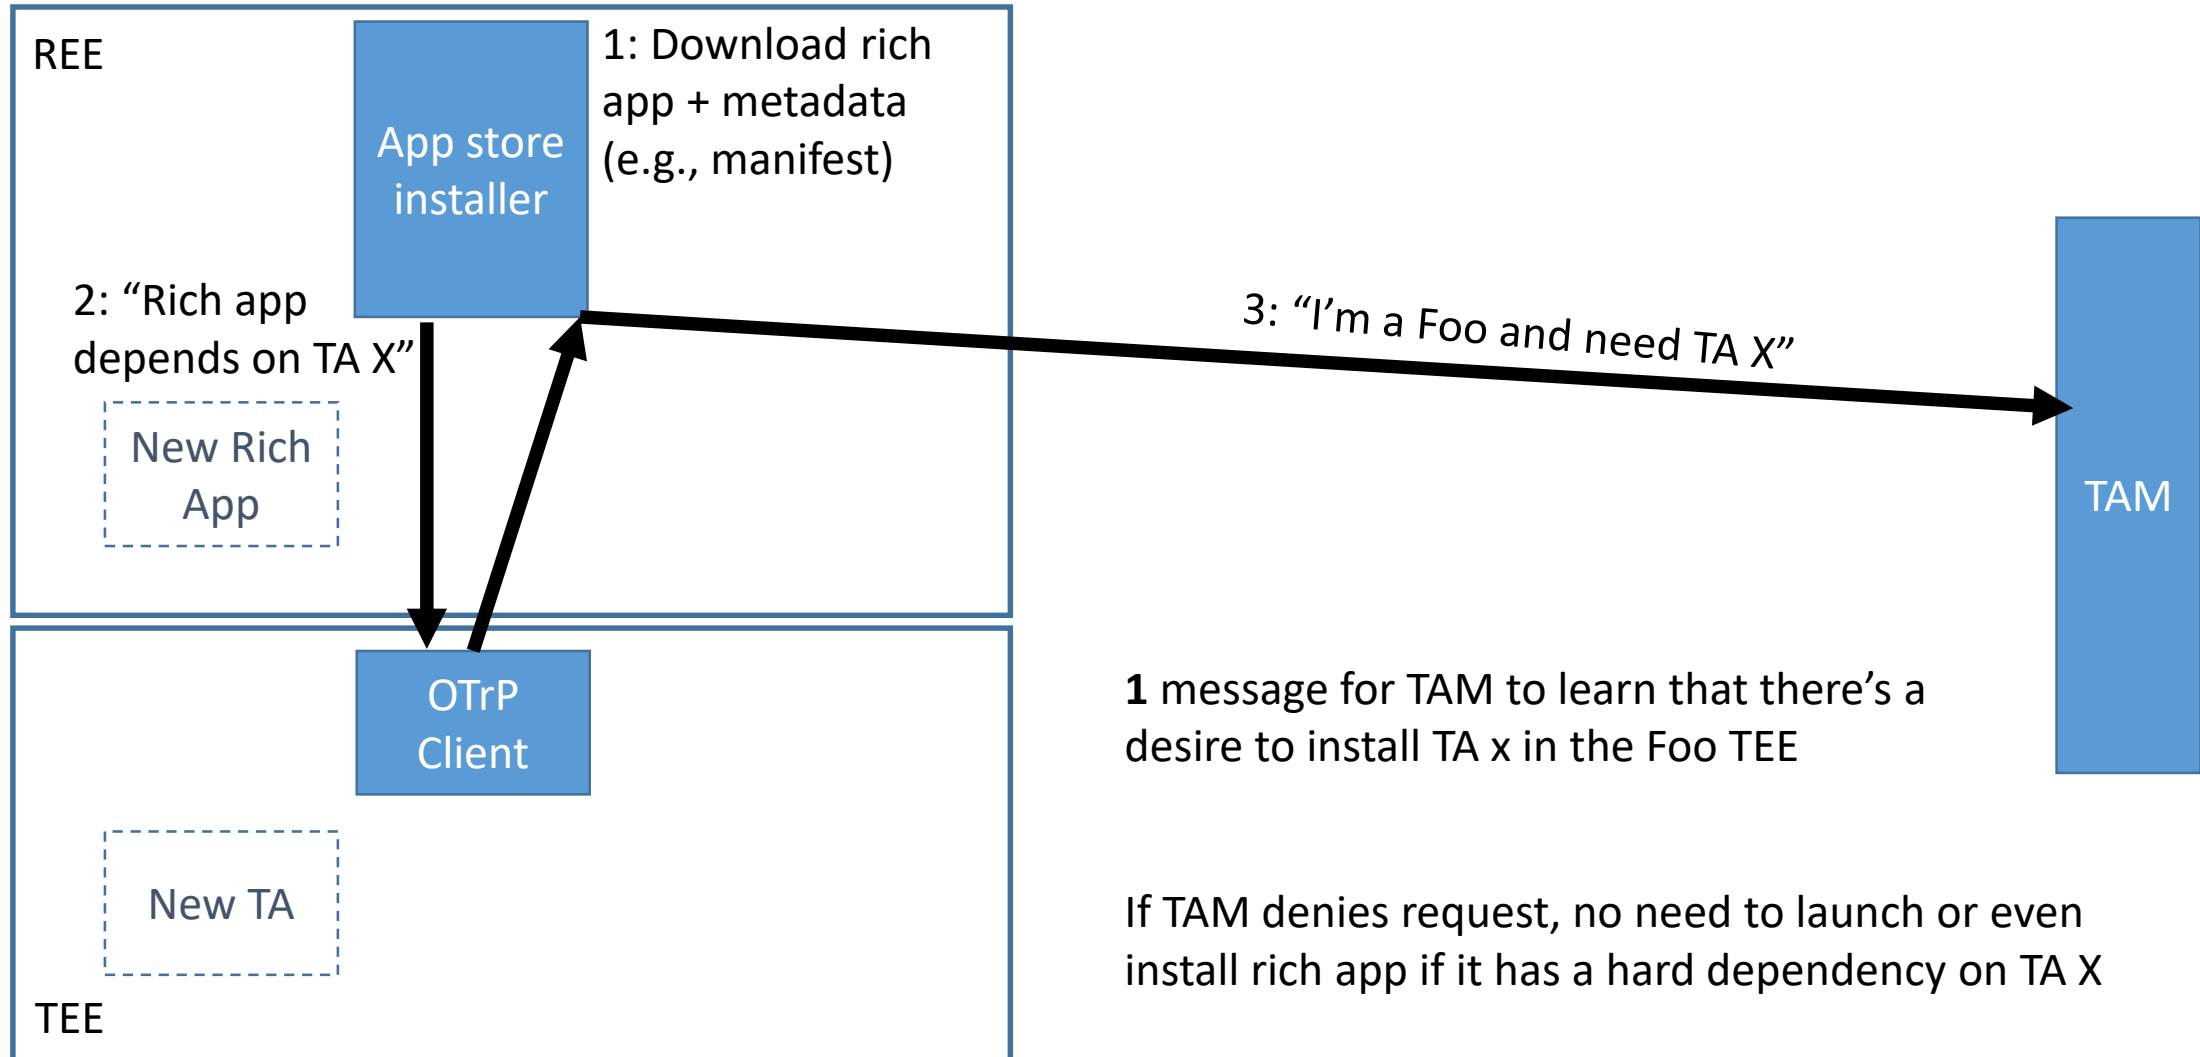 REE
App store
installer
1: Download rich
app + metadata
(e.g., manifest)
2: “Rich app
depends on TA X”
3: “I’m a Foo and need TA X”
New Rich
App
TAM
OTrP
Client
1 message for TAM to learn that there’s a
desire to install TA x in the Foo TEE
New TA
If TAM denies request, no need to launch or even
install rich app if it has a hard dependency on TA X
TEE